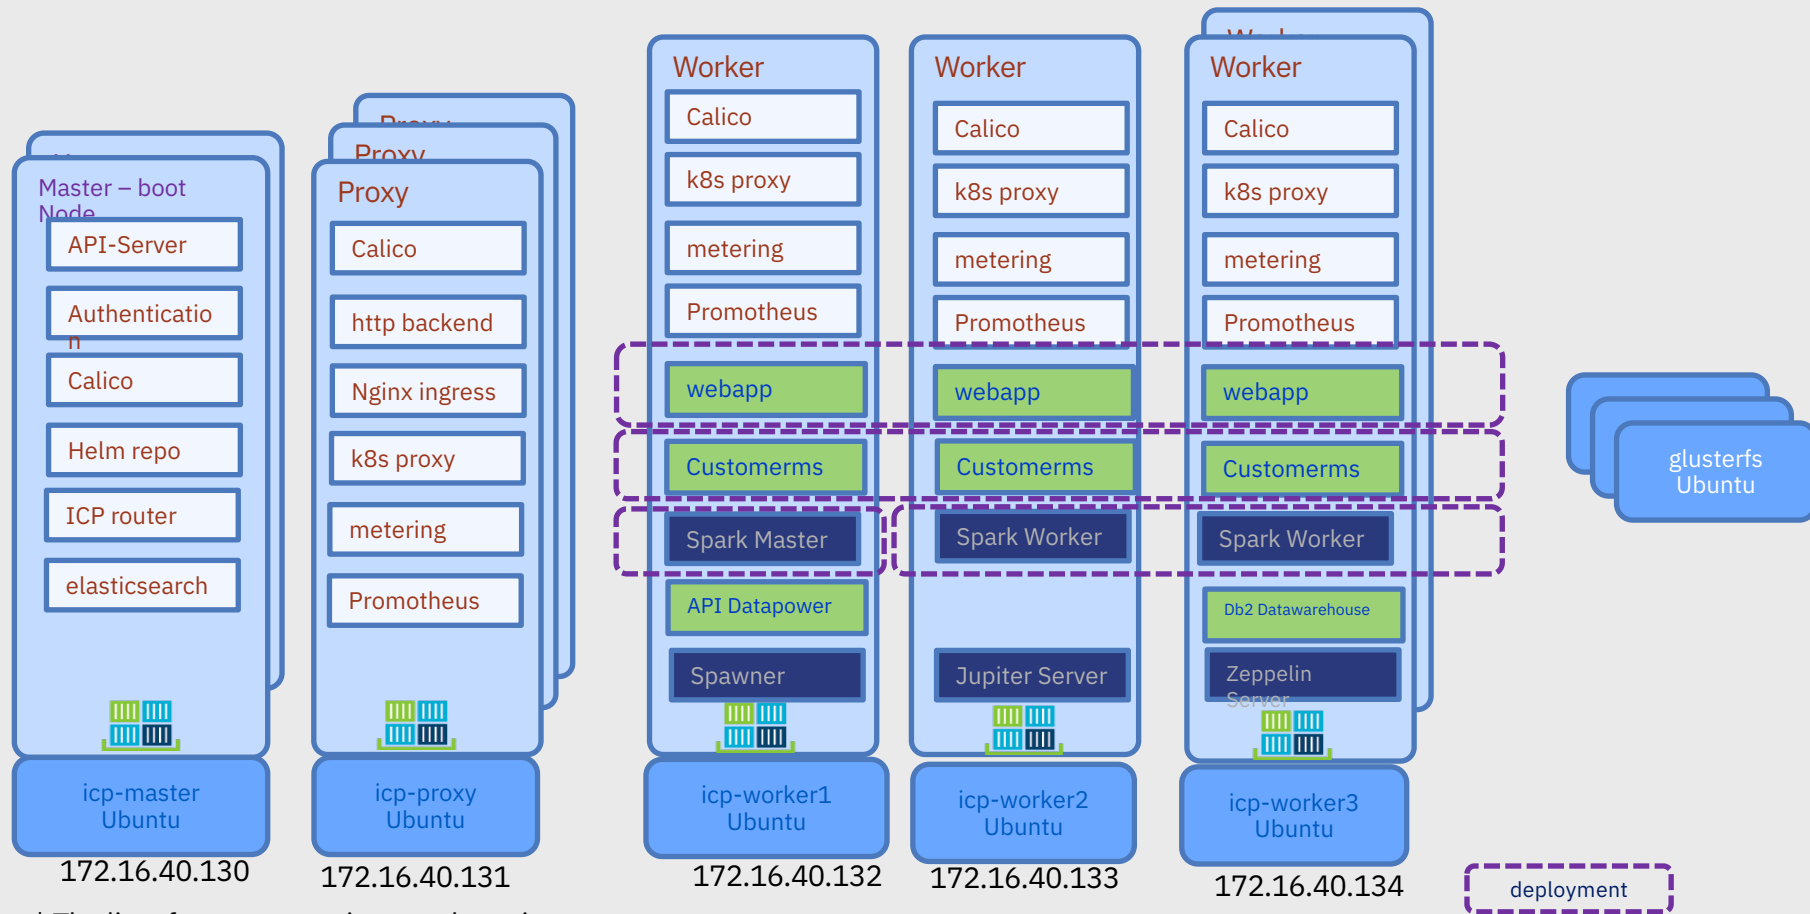 Master – boot
Node
API-Server
Authenticatio
n
Calico
Helm repo
ICP router
elasticsearch
icp-master
Ubuntu
172.16.40.130
Proxy
Proxy
Proxy
Calico
http backend
Nginx ingress
k8s proxy
metering
Promotheus
icp-proxy
Ubuntu
172.16.40.131
Worker
Calico
k8s proxy
metering
Promotheus
webapp
Customerms
Spark Master
API Datapower
Spawner
icp-worker1
Ubuntu
172.16.40.132
Worker
Calico
k8s proxy
metering
Promotheus
webapp
Customerms
Spark Worker
Jupiter Server
icp-worker2
Ubuntu
172.16.40.133
Worker
Worker
Calico
k8s proxy
metering
Promotheus
webapp
Customerms
Spark Worker
Db2 Datawarehouse
Zeppelin
Server
icp-worker3
Ubuntu
172.16.40.134
glusterfs
Ubuntu
deployment